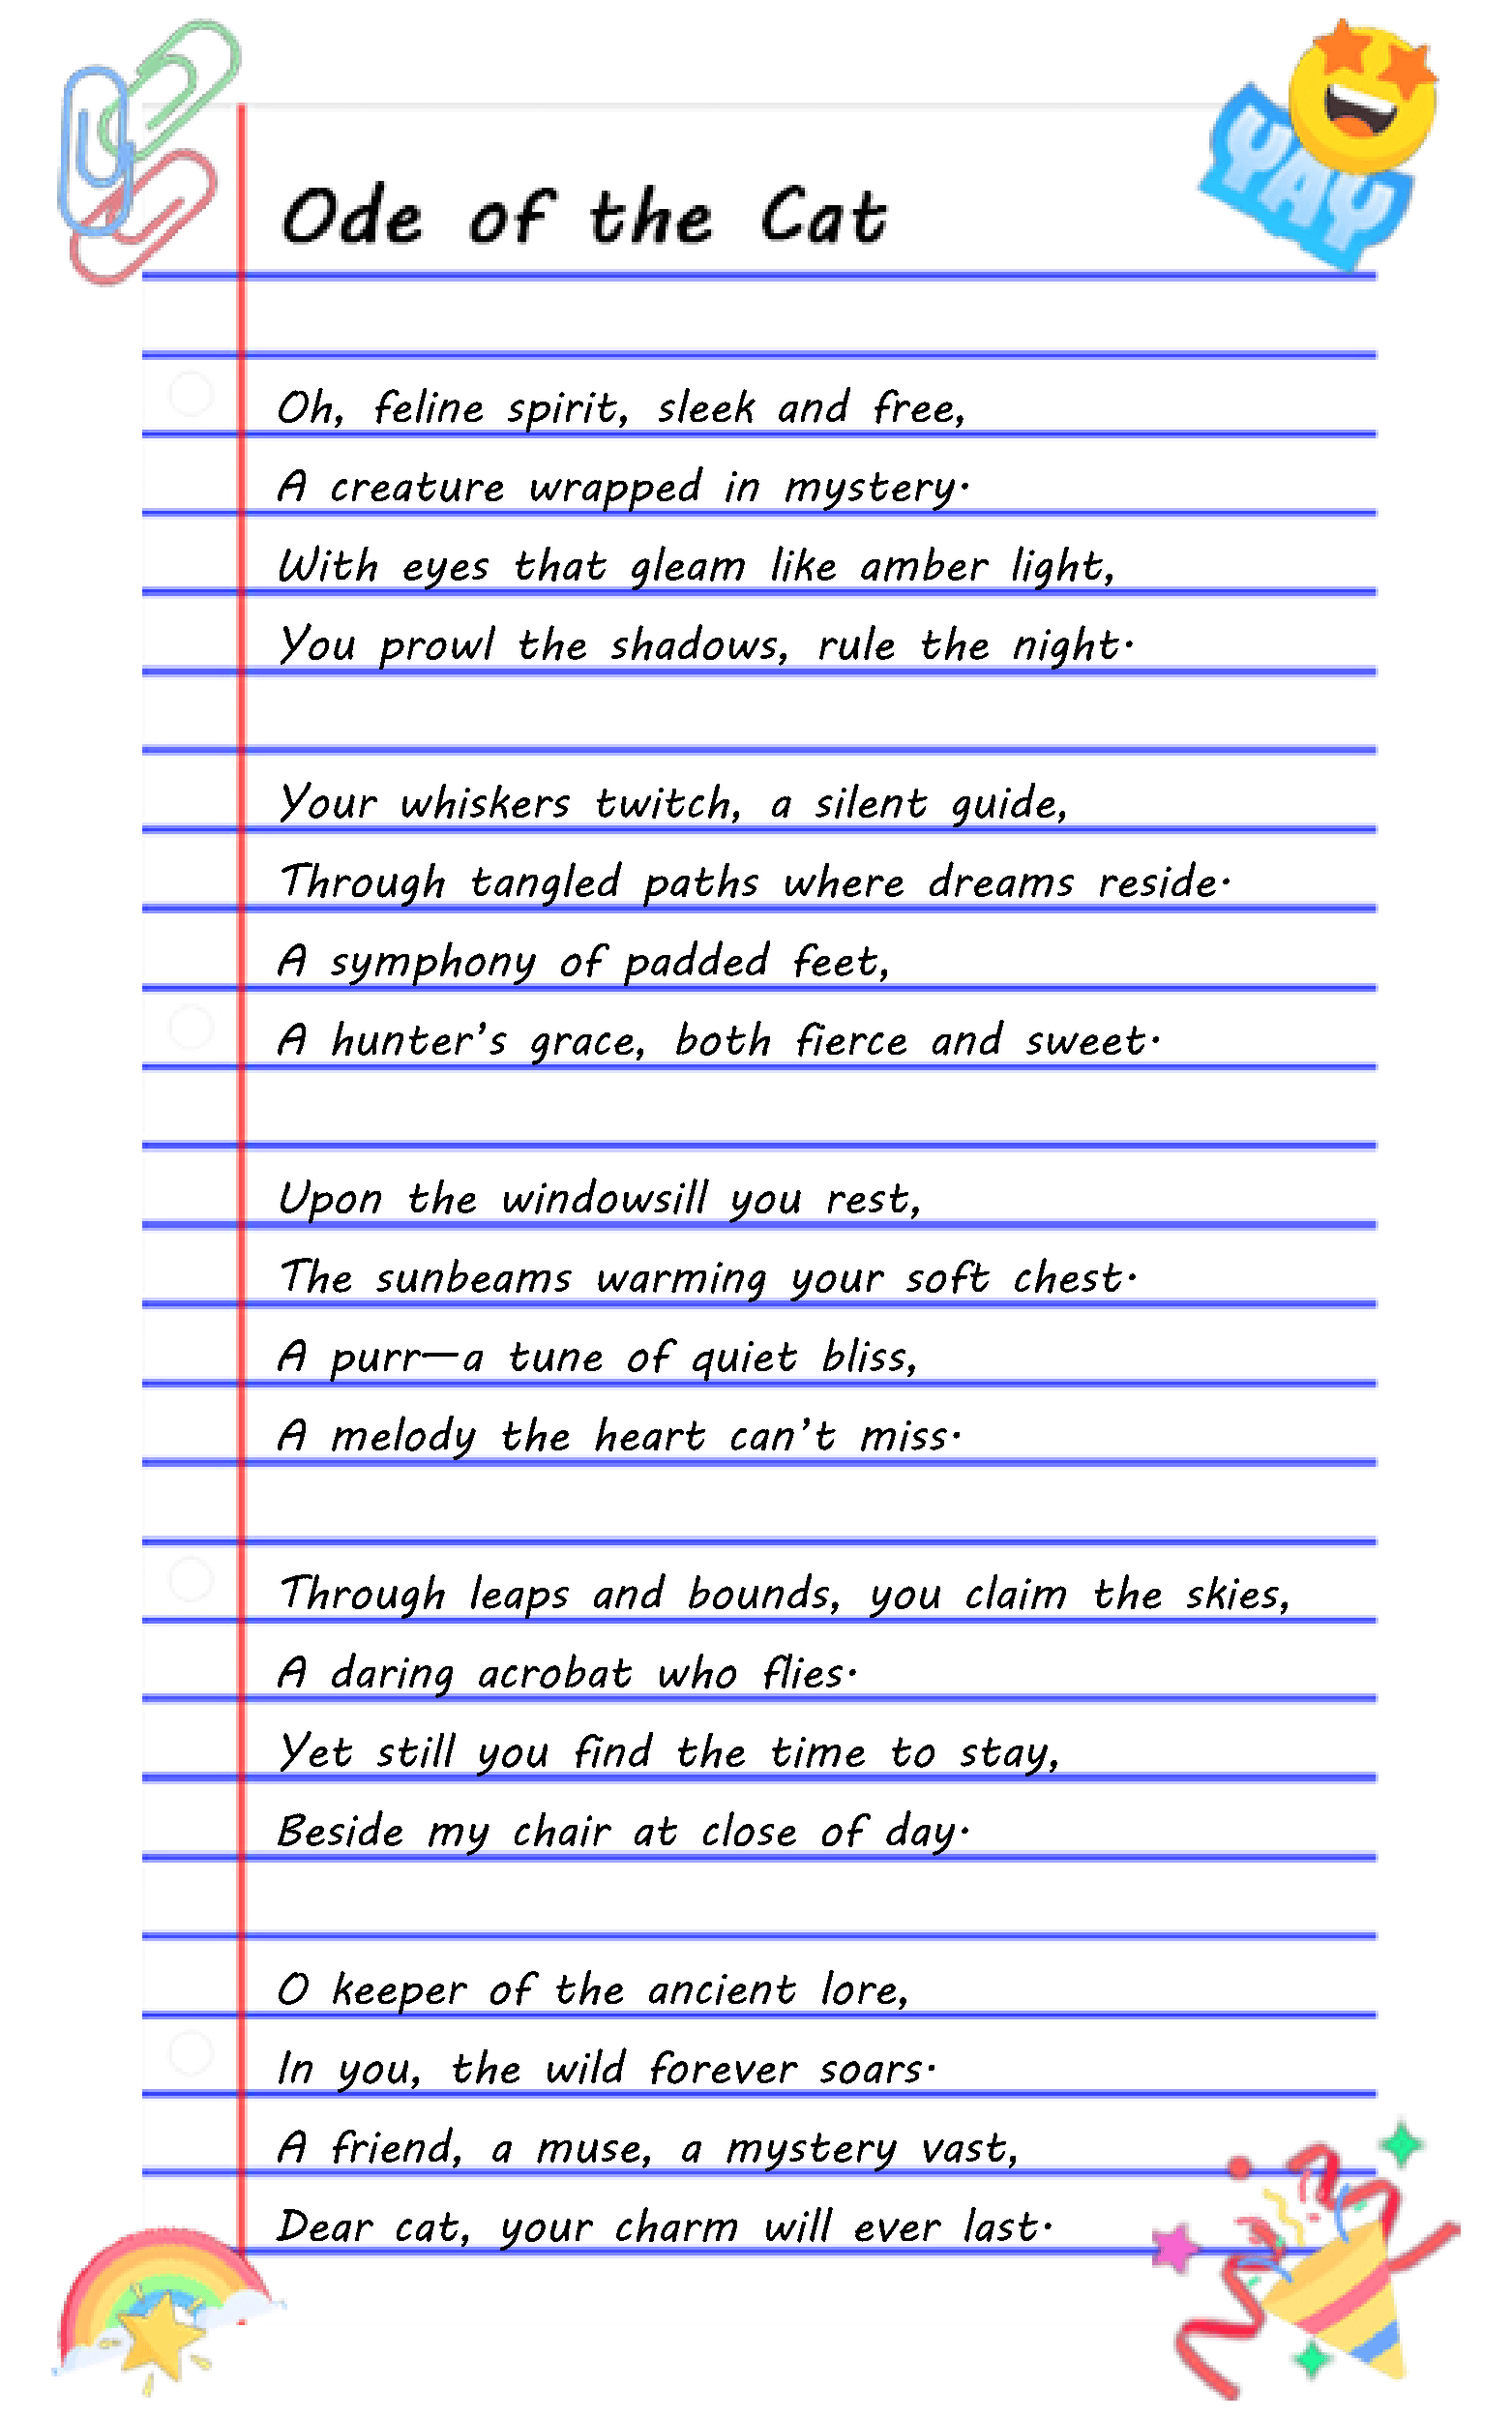 YAY
Ode of the Cat
Oh, feline spirit, sleek and free,
A creature wrapped in mystery.
With eyes that gleam like amber light,
You prowl the shadows, rule the night.
Your whiskers twitch, a silent guide,
Through tangled paths where dreams reside.
A symphony of padded feet,
A hunter’s grace, both fierce and sweet.
Upon the windowsill you rest,
The sunbeams warming your soft chest.
A purr—a tune of quiet bliss,
A melody the heart can’t miss.
Through leaps and bounds, you claim the skies,
A daring acrobat who flies.
Yet still you find the time to stay,
Beside my chair at close of day.
O keeper of the ancient lore,
In you, the wild forever soars.
A friend, a muse, a mystery vast,
Dear cat, your charm will ever last.